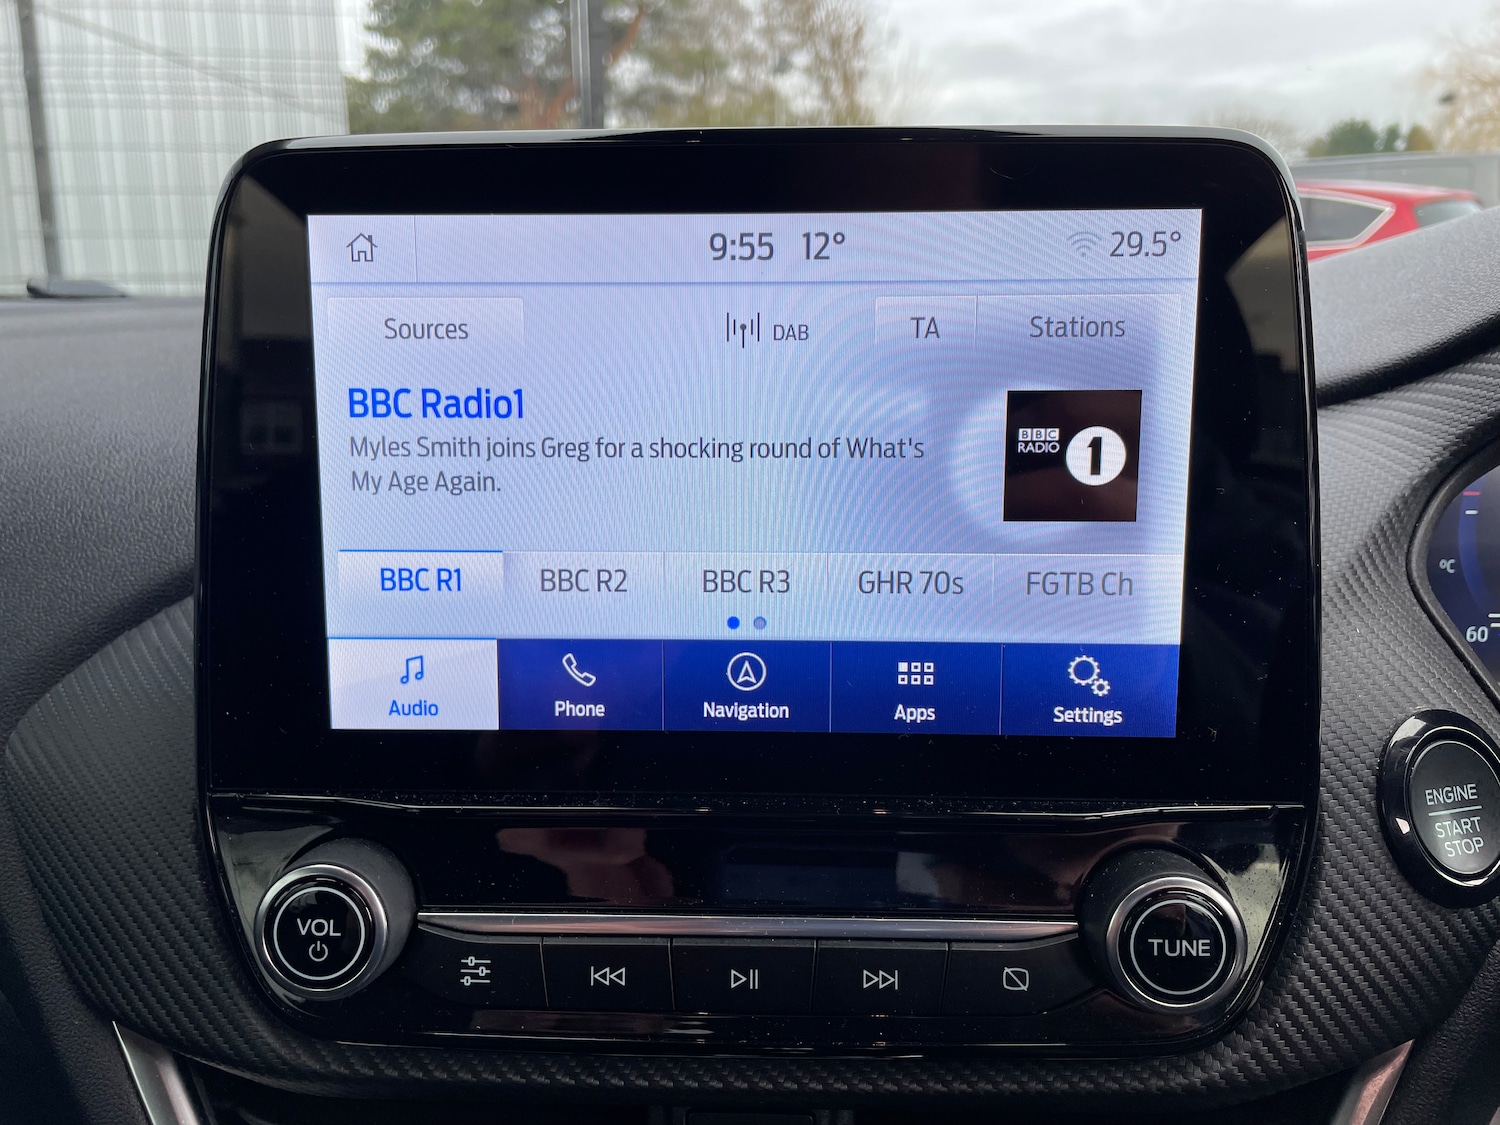 9:55 12° 29.5°
Sources DAB TA Stations
BBC Radio1
Myles Smith joins Greg for a shocking round of What's
My Age Again.
BBC
RADIO 1
BBC R1 BBC R2 BBC R3 GHR 70s FGTB Ch
Audio Phone Navigation Apps Settings
°C
60
ENGINE
START
STOP
VOL
TUNE